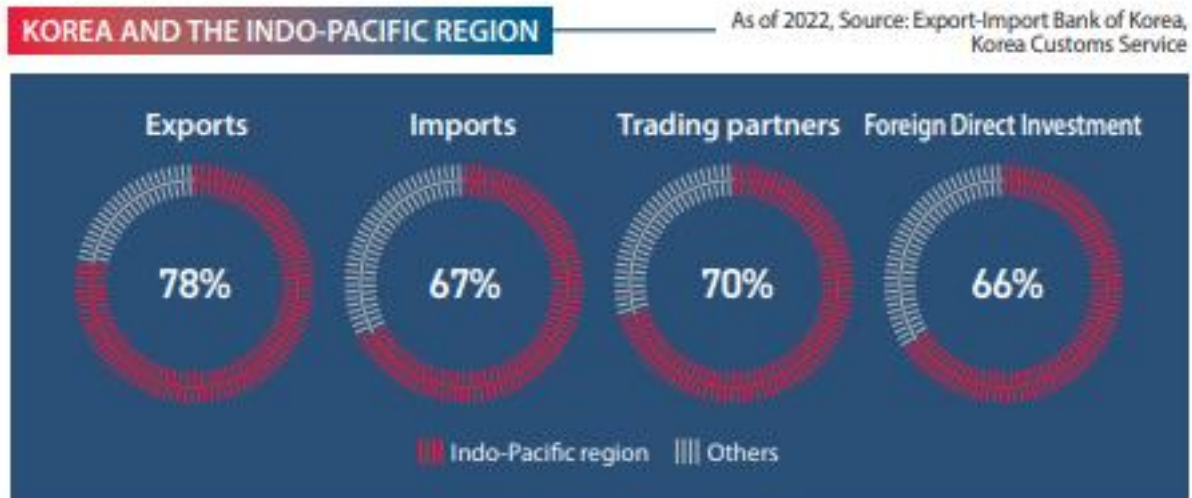 KOREA AND THE INDO-PACIFIC REGION
As of 2022, Source: Export-Import Bank of Korea,
Korea Customs Service
Exports
Imports
Trading partners
Foreign Direct Investment
78%
67%
70%
66%
Indo-Pacific region
Others